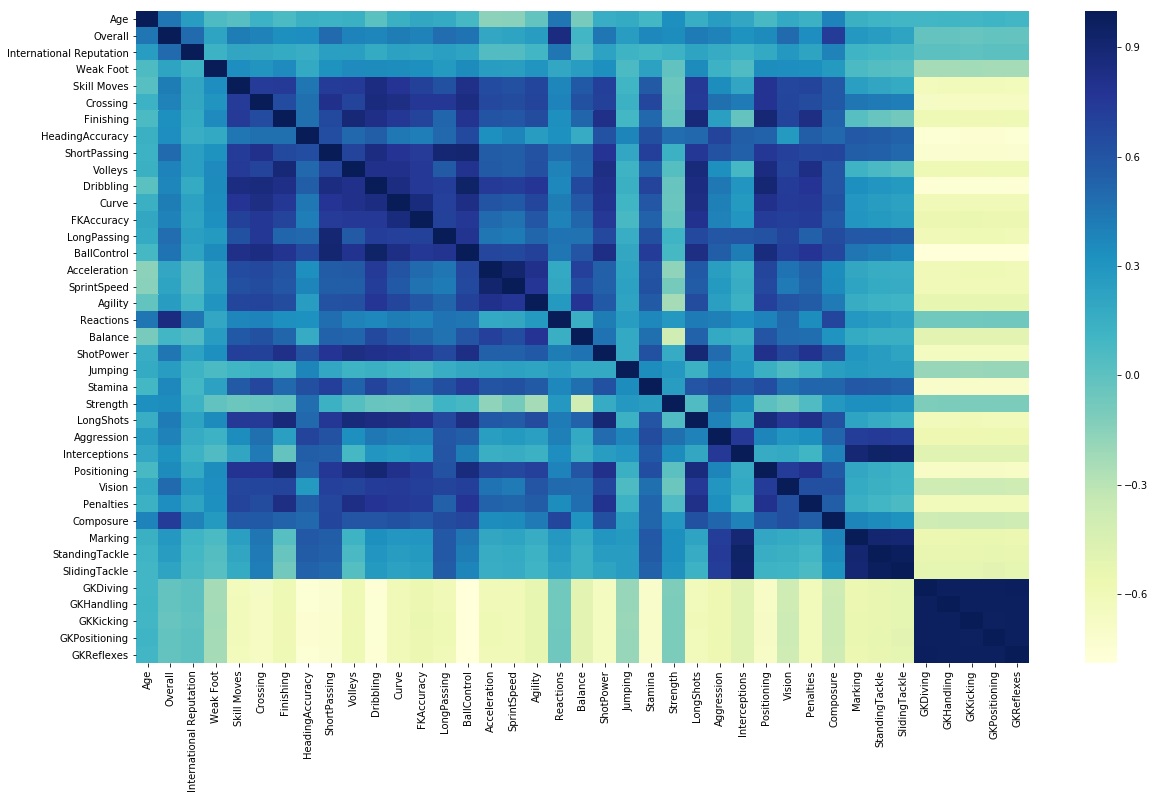 Age
Overall
International Reputation
Weak Foot
Skill Moves
Crossing
Finishing
HeadingAccuracy
ShortPassing
Volleys
Dribbling
Curve
FKAccuracy
LongPassing
BallControl
Acceleration
SprintSpeed
Agility
Reactions
Balance
ShotPower
Jumping
Stamina
Strength
LongShots
Aggression
Interceptions
Positioning
Vision
Penalties
Composure
Marking
StandingTackle
SlidingTackle
GKDiving
GKHandling
GKKicking
GKPositioning
GKReflexes
Age
Overall
International Reputation
Weak Foot
Skill Moves
Crossing
Finishing
HeadingAccuracy
ShortPassing
Volleys
Dribbling
Curve
FKAccuracy
LongPassing
BallControl
Acceleration
SprintSpeed
Agility
Reactions
Balance
ShotPower
Jumping
Stamina
Strength
LongShots
Aggression
Interceptions
Positioning
Vision
Penalties
Composure
Marking
StandingTackle
SlidingTackle
GKDiving
GKHandling
GKKicking
GKPositioning
GKReflexes
0.9
0.6
0.3
0.0
−0.3
−0.6